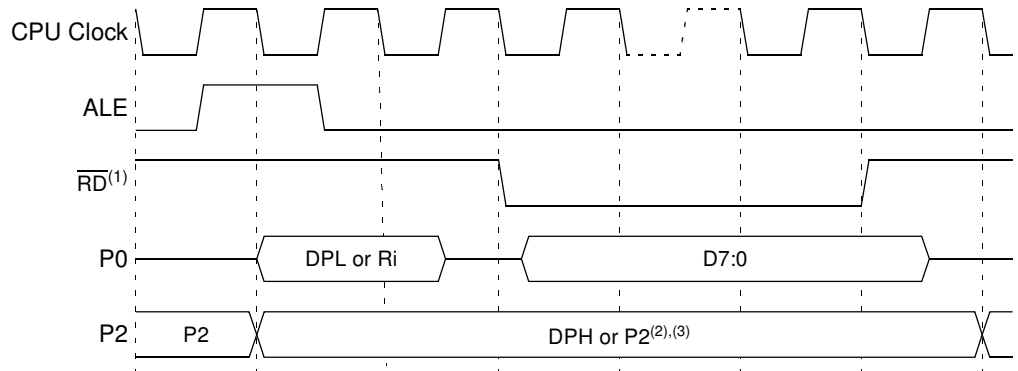 CPU Clock
ALE
RD(1)
P0 DPL or Ri D7:0
P2 P2 DPH or P2(2),(3)